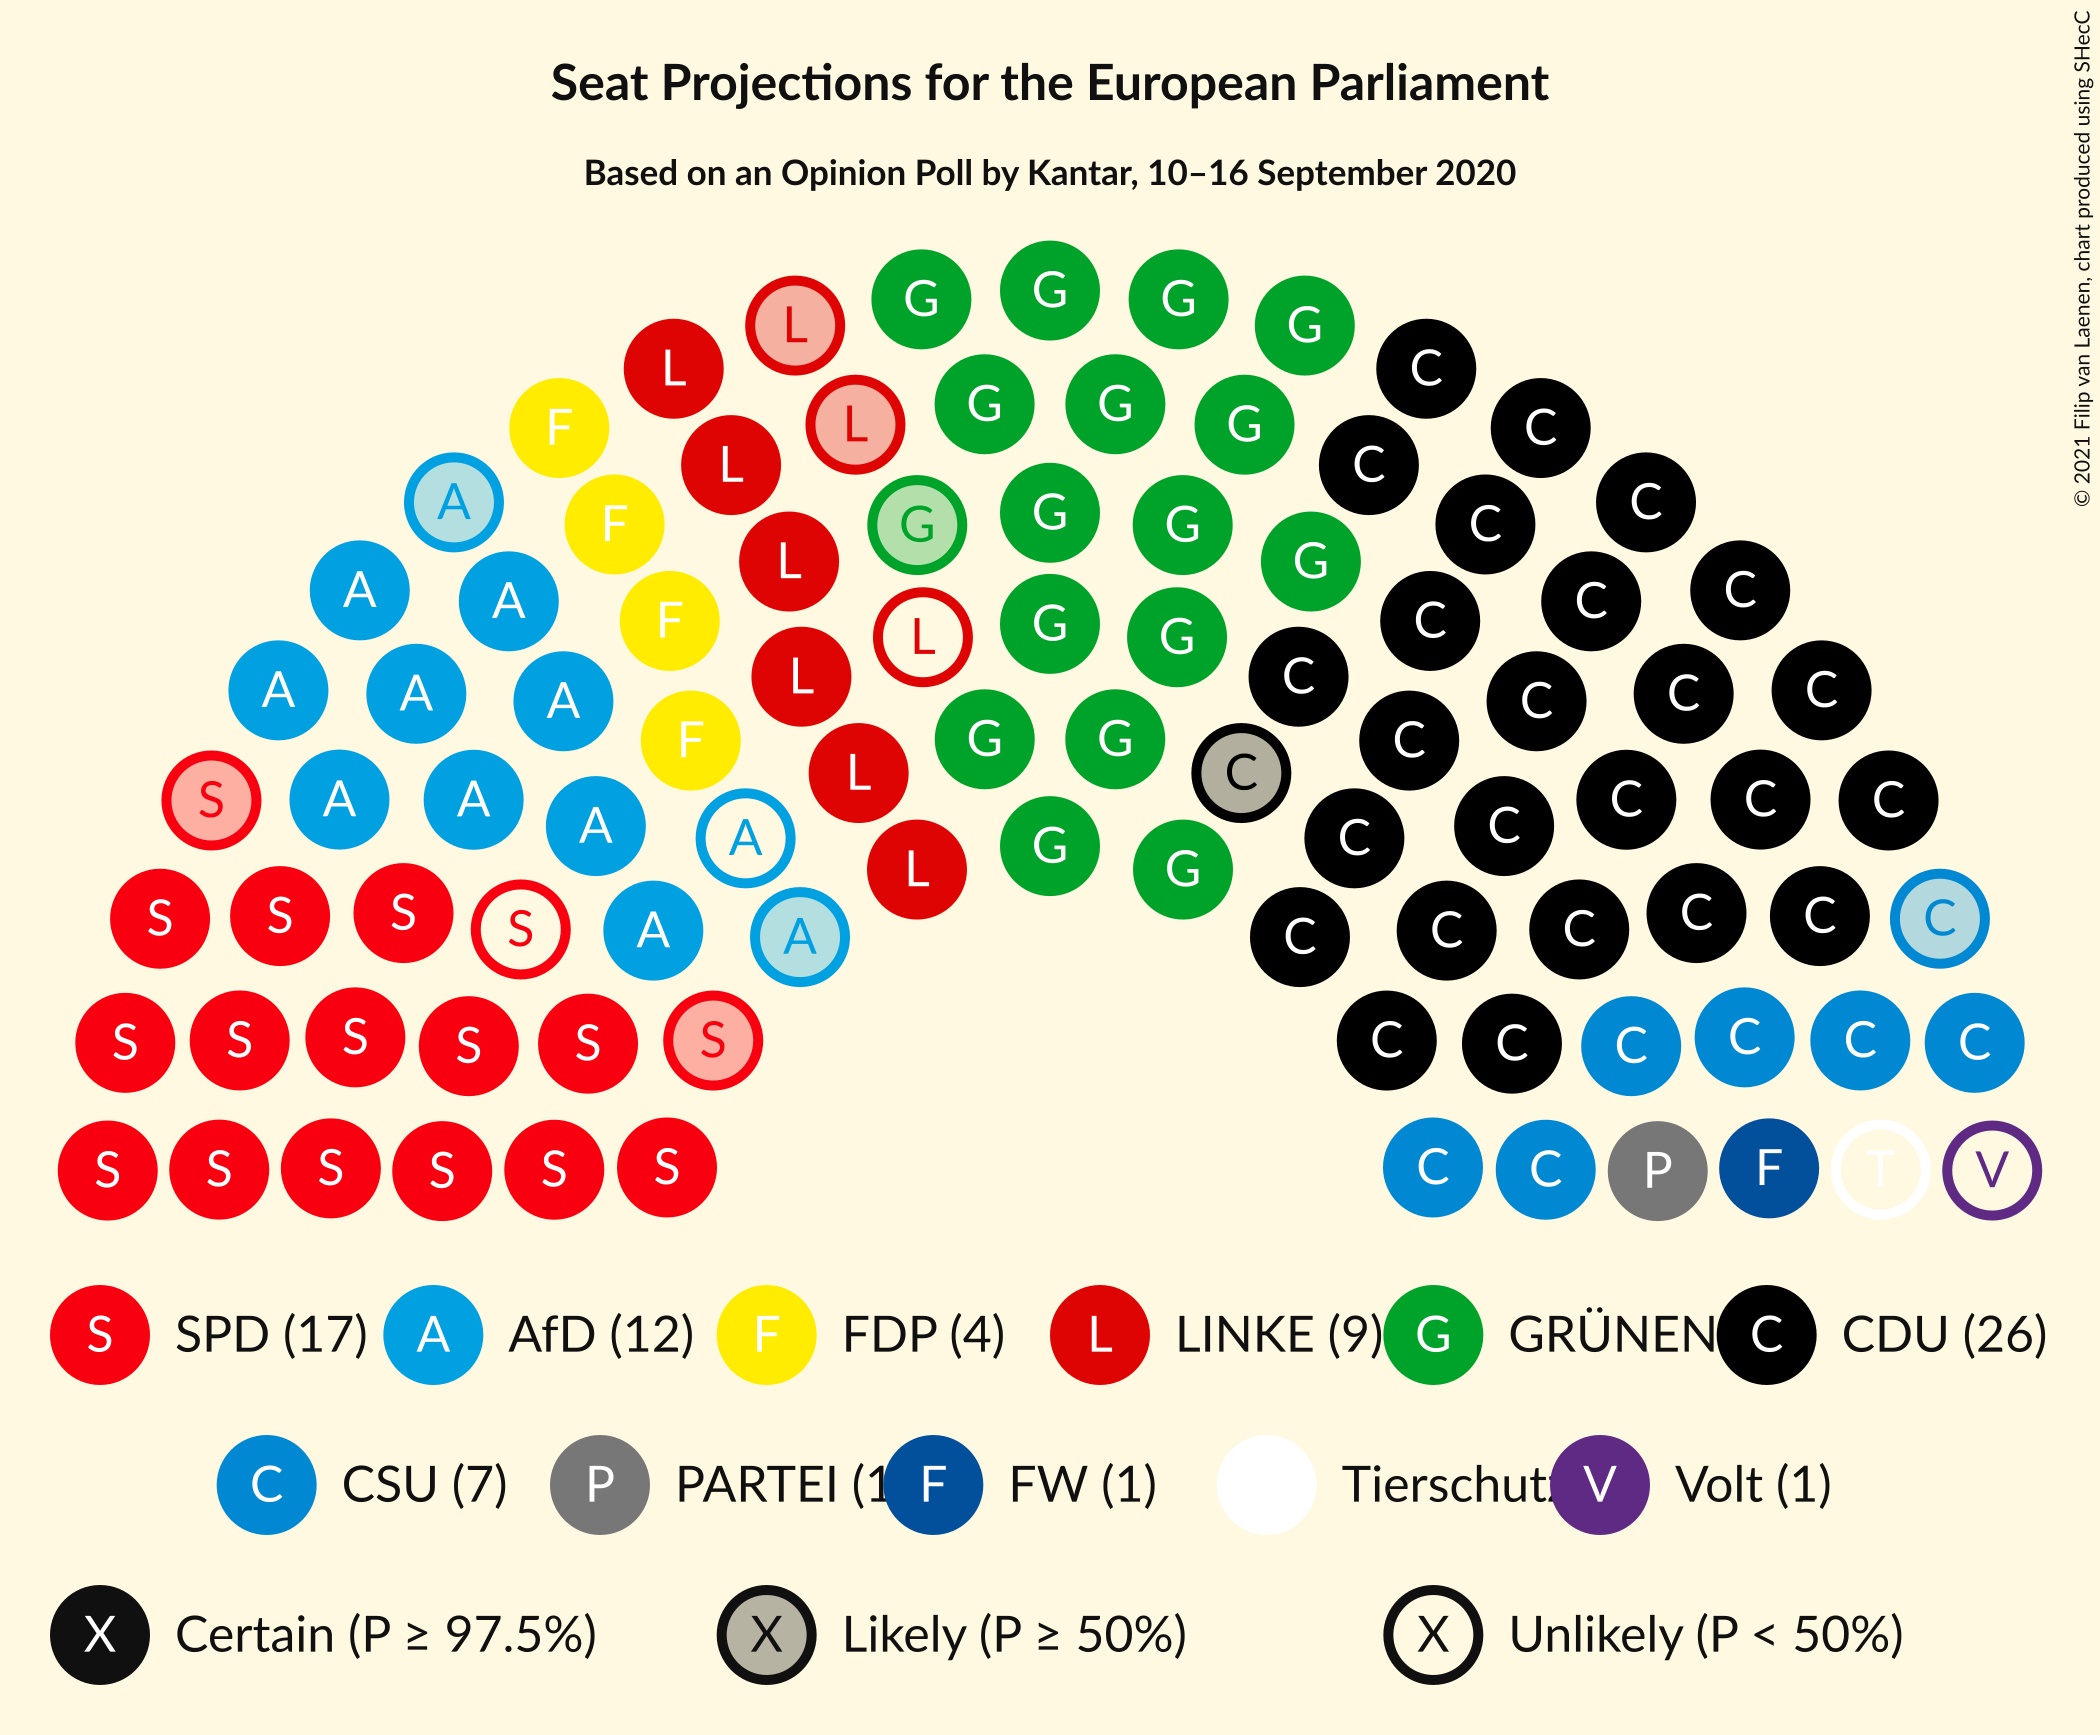 Seat Projections for the European Parliament
Based on an Opinion Poll by Kantar, 10–16 September 2020
© 2021 Filip van Laenen, chart produced using SHecC
G G G G
L L C
G G G
F L L G C C
A F L G G G G C C C
A A F L L G G G C C C C
A A A F L G G C C C C C C
S A A A A L G G C C C C C C
S S S S A A L G G C C C C C C C
S S S S S S C C C C C C
S S S S S S C C P F T V
S SPD (17) A AfD (12) F FDP (4) L LINKE (9) G GRÜNEN C CDU (26)
C CSU (7) P PARTEI (1 F FW (1) Tierschutz V Volt (1)
X Certain (P ≥ 97.5%) X Likely (P ≥ 50%) X Unlikely (P < 50%)